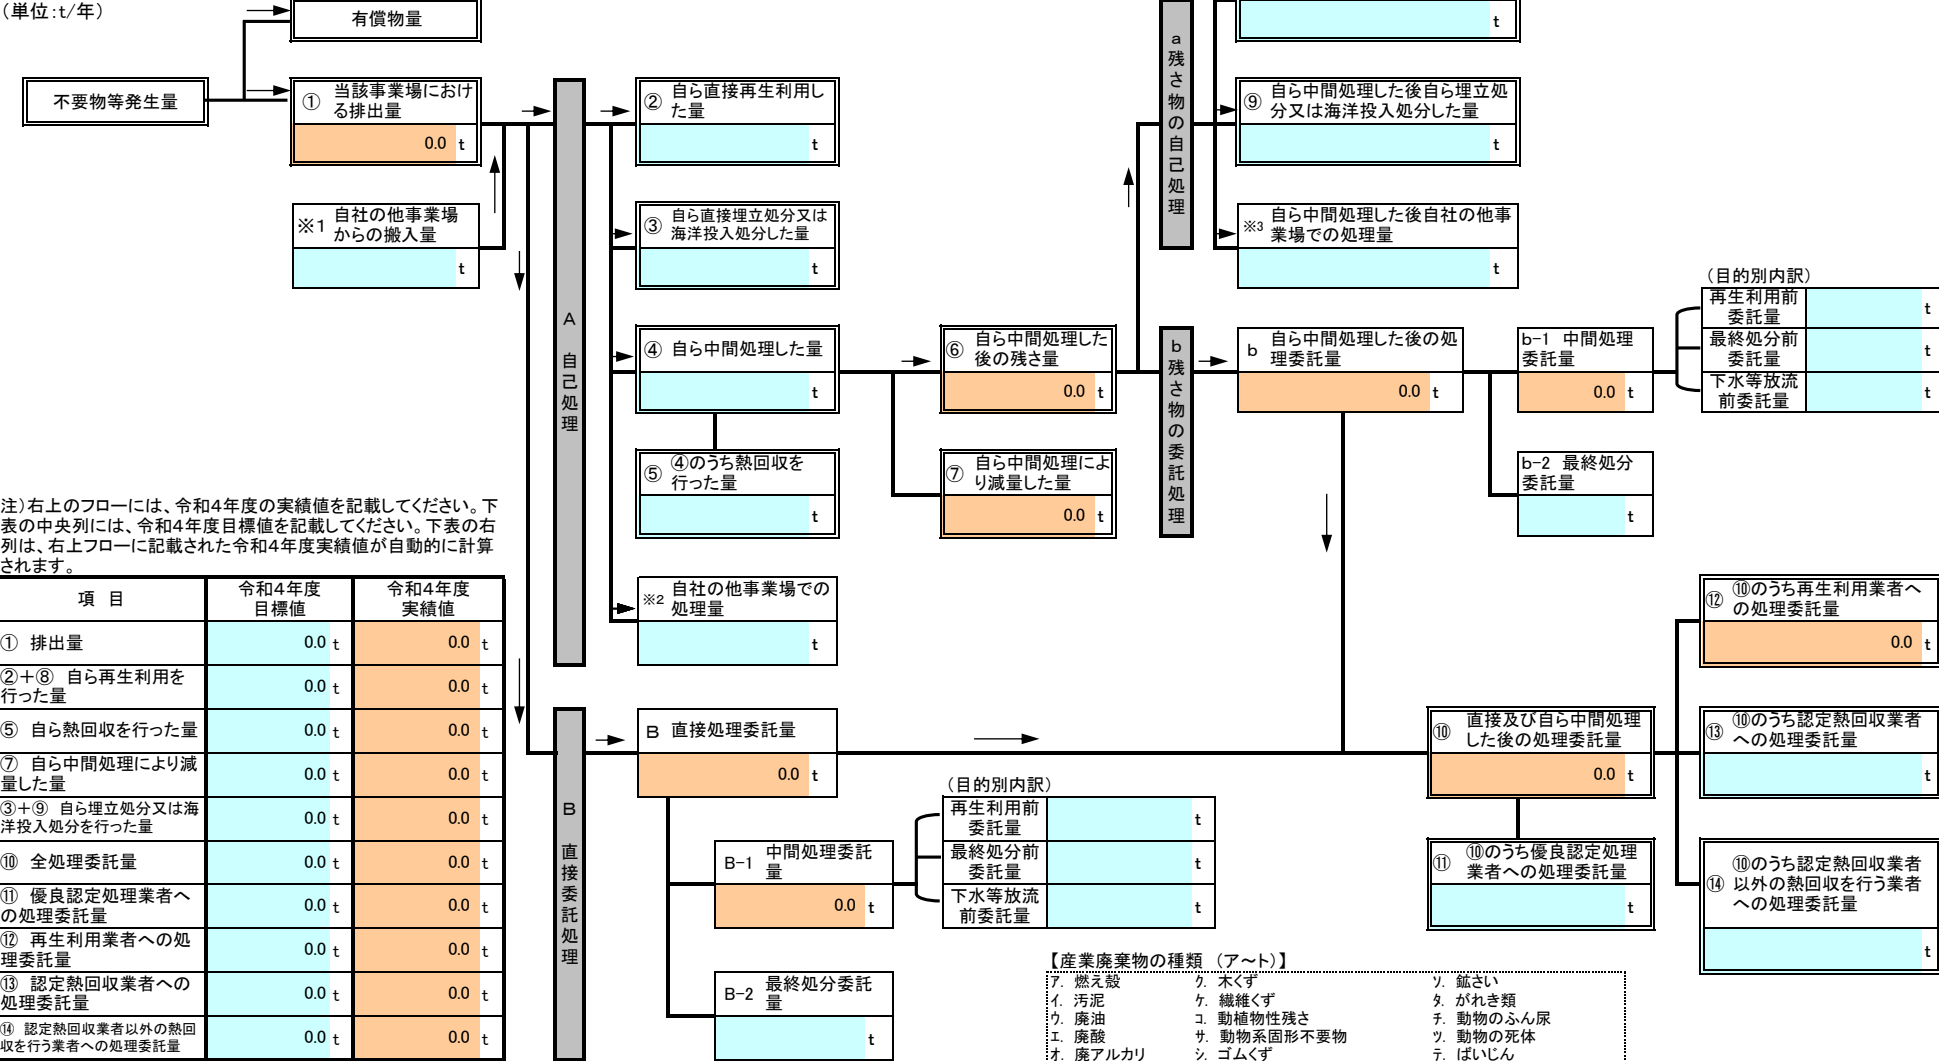 (単位:t/年)
有償物量
t
不要物等発生量
① 当該事業場におけ
る排出量
0.0 t
※1 自社の他事業場
からの搬入量
t
A 自己処理
② 自ら直接再生利用し
た量
t
③ 自ら直接埋立処分又は
海洋投入処分した量
t
④ 自ら中間処理した量
t
⑤ ④のうち熱回収を
行った量
t
※2 自社の他事業場での
処理量
t
⑥ 自ら中間処理した
後の残さ量
0.0 t
⑦ 自ら中間処理によ
り減量した量
0.0 t
a 残さ物の自己処理
⑨ 自ら中間処理した後自ら埋立処
分又は海洋投入処分した量
t
※3 自ら中間処理した後自社の他事
業場での処理量
t
b 残さ物の委託処理
b 自ら中間処理した後の処
理委託量
0.0 t
b-1 中間処理
委託量
0.0 t
(目的別内訳)
再生利用前
委託量
t
最終処分前
委託量
t
下水等放流
前委託量
t
b-2 最終処分
委託量
t
注)右上のフローには、令和4年度の実績値を記載してください。下
表の中央列には、令和4年度目標値を記載してください。下表の右
列は、右上フローに記載された令和4年度実績値が自動的に計算
されます。
項 目 令和4年度
目標値 令和4年度
実績値
① 排出量 0.0 t 0.0 t
②+⑧ 自ら再生利用を
行った量 0.0 t 0.0 t
⑤ 自ら熱回収を行った量 0.0 t 0.0 t
⑦ 自ら中間処理により減
量した量 0.0 t 0.0 t
③+⑨ 自ら埋立処分又は海
洋投入処分を行った量 0.0 t 0.0 t
⑩ 全処理委託量 0.0 t 0.0 t
⑪ 優良認定処理業者へ
の処理委託量 0.0 t 0.0 t
⑫ 再生利用業者への処
理委託量 0.0 t 0.0 t
⑬ 認定熱回収業者への
処理委託量 0.0 t 0.0 t
⑭ 認定熱回収業者以外の熱回
収を行う業者への処理委託量 0.0 t 0.0 t
B 直接委託処理
B 直接処理委託量
0.0 t
B-1 中間処理委託
量
0.0 t
(目的別内訳)
再生利用前
委託量
t
最終処分前
委託量
t
下水等放流
前委託量
t
B-2 最終処分委託
量
t
⑩ 直接及び自ら中間処理
した後の処理委託量
0.0 t
⑪ ⑩のうち優良認定処理
業者への処理委託量
t
⑫ ⑩のうち再生利用業者へ
の処理委託量
0.0 t
⑬ ⑩のうち認定熱回収業者
への処理委託量
t
⑭ ⑩のうち認定熱回収業者
以外の熱回収を行う業者
への処理委託量
t
【産業廃棄物の種類 (ア~ト)】
ア. 燃え殻 ク. 木くず ソ. 鉱さい
イ. 汚泥 ケ. 繊維くず タ. がれき類
ウ. 廃油 コ. 動植物性残さ チ. 動物のふん尿
エ. 廃酸 サ. 動物系固形不要物 ツ. 動物の死体
オ. 廃アルカリ シ. ゴムくず テ. ばいじん